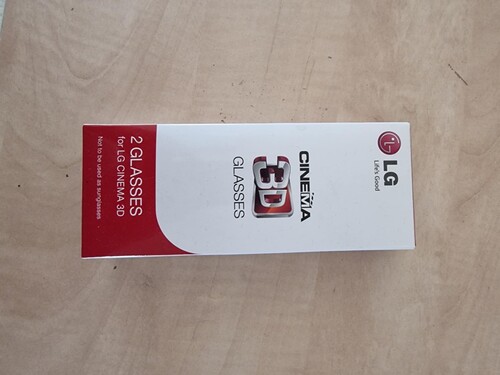 LG
Life's Good
CINEMA
3D
GLASSES
2 GLASSES
for LG CINEMA 3D
Not to be used as sunglasses